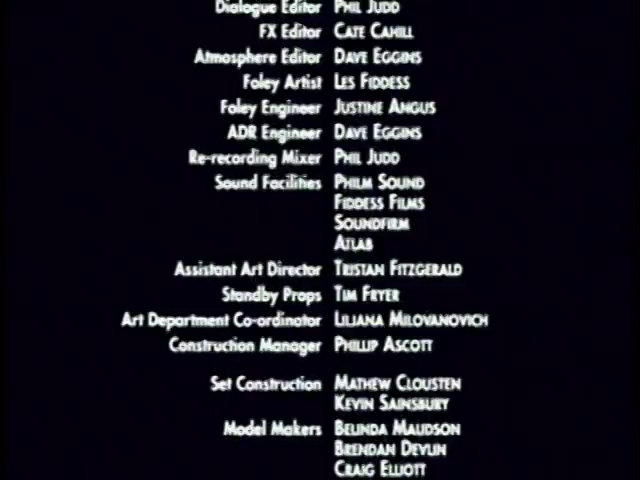 Dialogue Editor PHIL JUDD
FX Editor CATE CAHILL
Atmosphere Editor DAVE EGGINS
Foley Artist LES FIDDESS
Foley Engineer JUSTINE ANGUS
ADR Engineer DAVE EGGINS
Re-recording Mixer PHIL JUDD
Sound Facilities PHILM SOUND
FIDDESS FILMS
SOUNDFIRM
ATLAB
Assistant Art Director TRISTAN FITZGERALD
Standby Props TIM FRYER
Art Department Co-ordinator LILIANA MILOVANOVICH
Construction Manager PHILLIP ASCOTT
Set Construction MATHEW CLOUSTEN
KEVIN SAINSBURY
Model Makers BELINDA MAUDSON
BRENDAN DEVLIN
CRAIG ELLIOTT